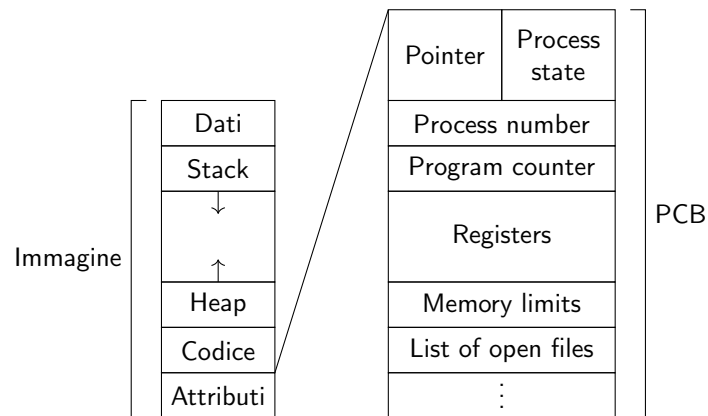 Immagine
Dati
Stack
Heap
Codice
Attributi
Pointer
Process
state
Process number
Program counter
Registers
Memory limits
List of open files
⋮
PCB